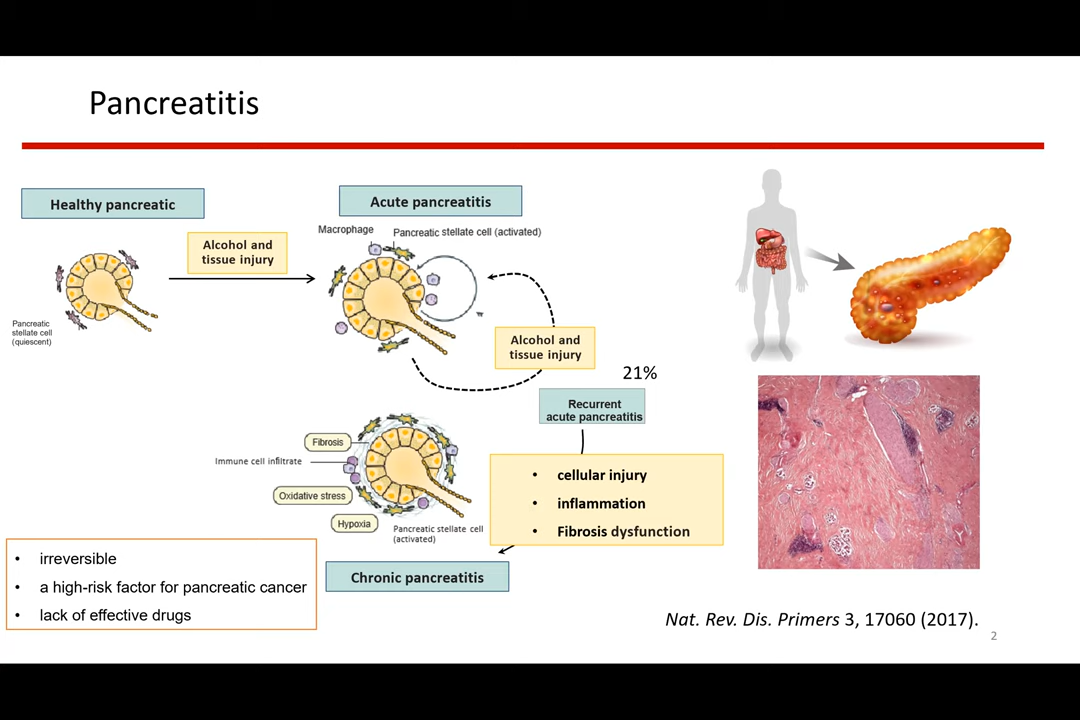 Pancreatitis
Healthy pancreatic
Alcohol and
tissue injury
Pancreatic
stellate cell
(quiescent)
Acute pancreatitis
Macrophage
Pancreatic stellate cell (activated)
Alcohol and
tissue injury
21%
Recurrent
acute pancreatitis
• cellular injury
• inflammation
• Fibrosis dysfunction
Fibrosis
Immune cell infiltrate
Oxidative stress
Hypoxia
Pancreatic stellate cell
(activated)
Chronic pancreatitis
• irreversible
• a high-risk factor for pancreatic cancer
• lack of effective drugs
Nat. Rev. Dis. Primers 3, 17060 (2017).
2